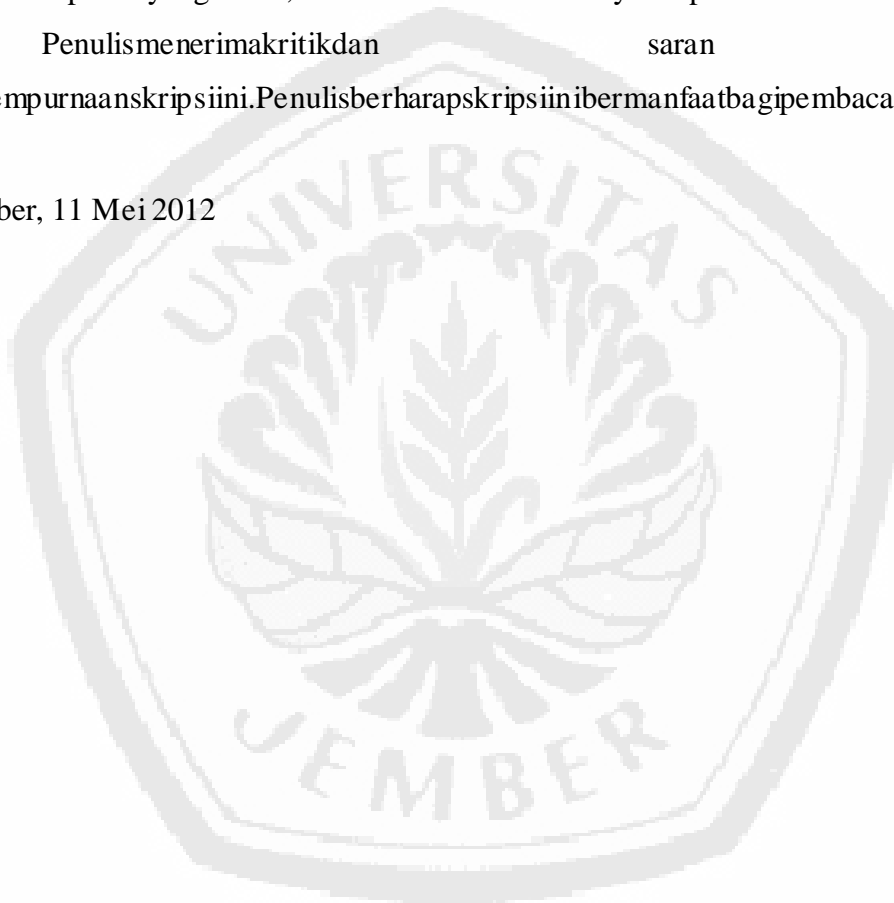 Penulismenerimakritikdan saran
empurnaanskripsiini.Penulisberharapskripsiinibermanfaatbagipembaca
ber, 11 Mei 2012
UNIVERSITAS
JEMBER